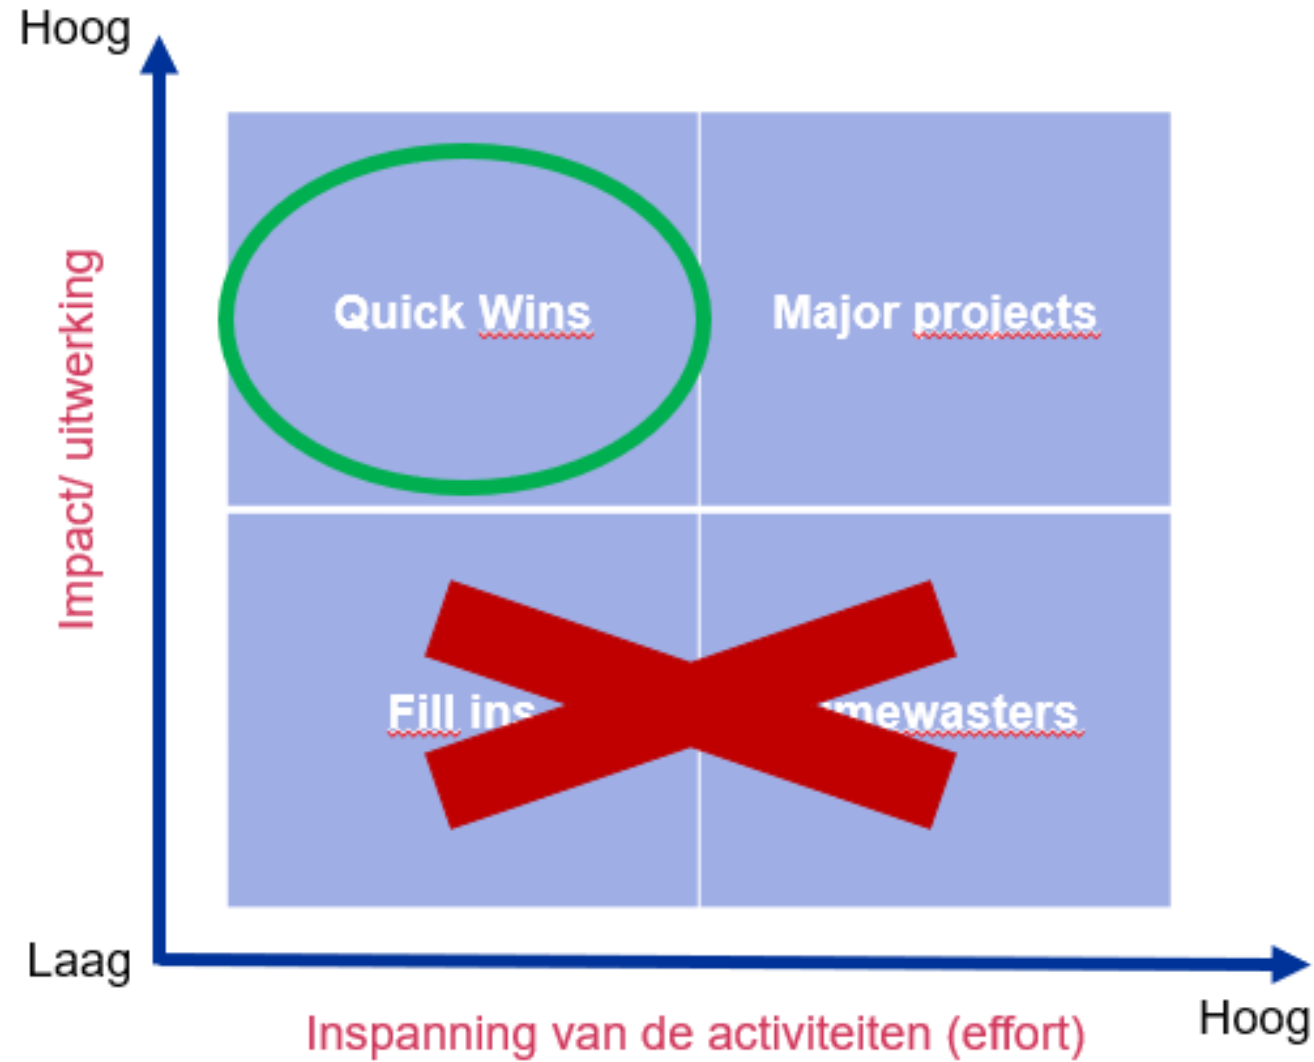 Hoog
Impact/ uitwerking
Quick Wins
Major projects
Fill ins
mewasters
Laag
Hoog
Inspanning van de activiteiten (effort)